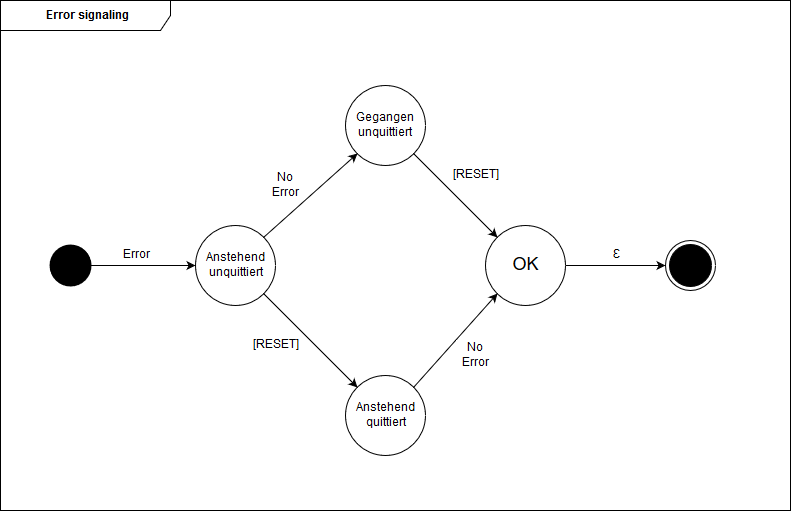 Error signaling
Gegangen
unquittiert
No
Error
[RESET]
Error
Anstehend
unquittiert
OK
ε
[RESET]
No
Error
Anstehend
quittiert